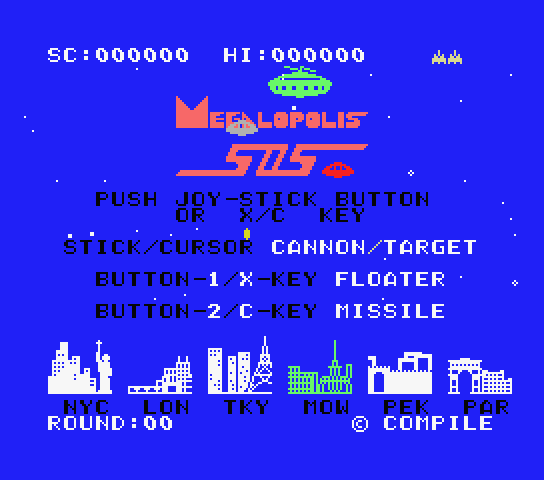 SC:000000 HI:000000
MEGALOPOLIS
SOS
PUSH JOY-STICK BUTTON
OR X/C KEY
STICK/CURSOR CANNON/TARGET
BUTTON-1/X-KEY FLOATER
BUTTON-2/C-KEY MISSILE
NYC LON TKY MOW PEK PAR
ROUND:00 © COMPILE